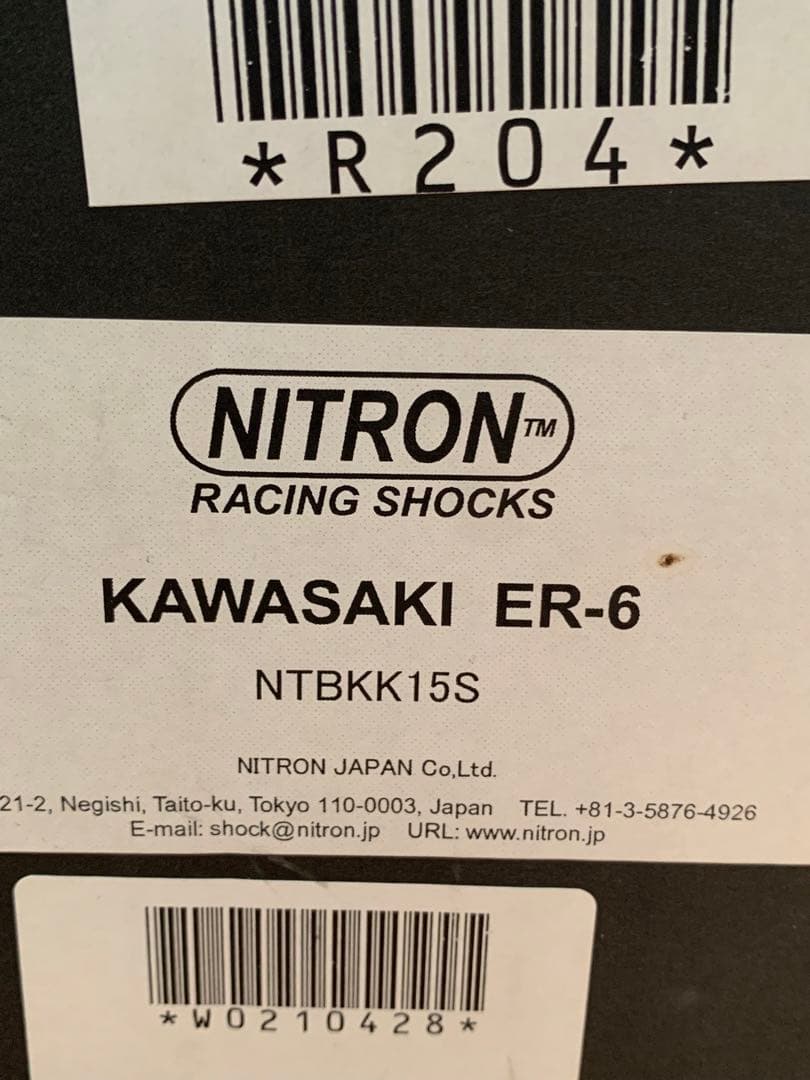 *R204*
NITRON™
RACING SHOCKS
KAWASAKI ER-6
NTBKK15S
NITRON JAPAN Co,Ltd.
21-2, Negishi, Taito-ku, Tokyo 110-0003, Japan TEL. +81-3-5876-4926
E-mail: shock@nitron.jp URL: www.nitron.jp
*W0210428*